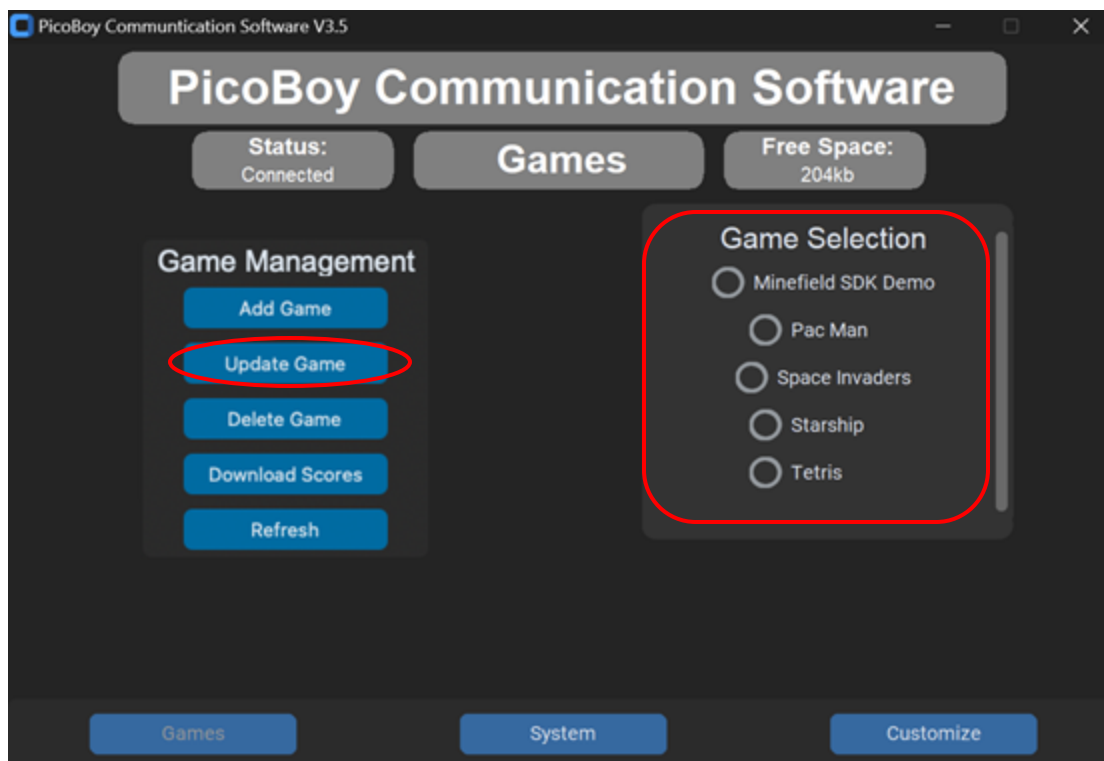 PicoBoy Communtication Software V3.5
PicoBoy Communication Software
Status:
Connected
Games
Free Space:
204kb
Game Management
Add Game
Update Game
Delete Game
Download Scores
Refresh
Game Selection
Minefield SDK Demo
Pac Man
Space Invaders
Starship
Tetris
Games
System
Customize